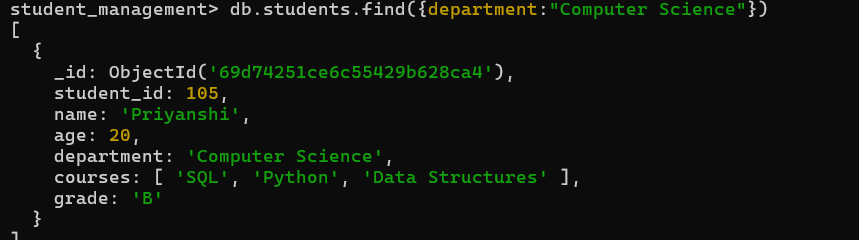 student_management> db.students.find({department:"Computer Science"})
[
  {
    _id: ObjectId('69d74251ce6c55429b628ca4'),
    student_id: 105,
    name: 'Priyanshi',
    age: 20,
    department: 'Computer Science',
    courses: [ 'SQL', 'Python', 'Data Structures' ],
    grade: 'B'
  }
]